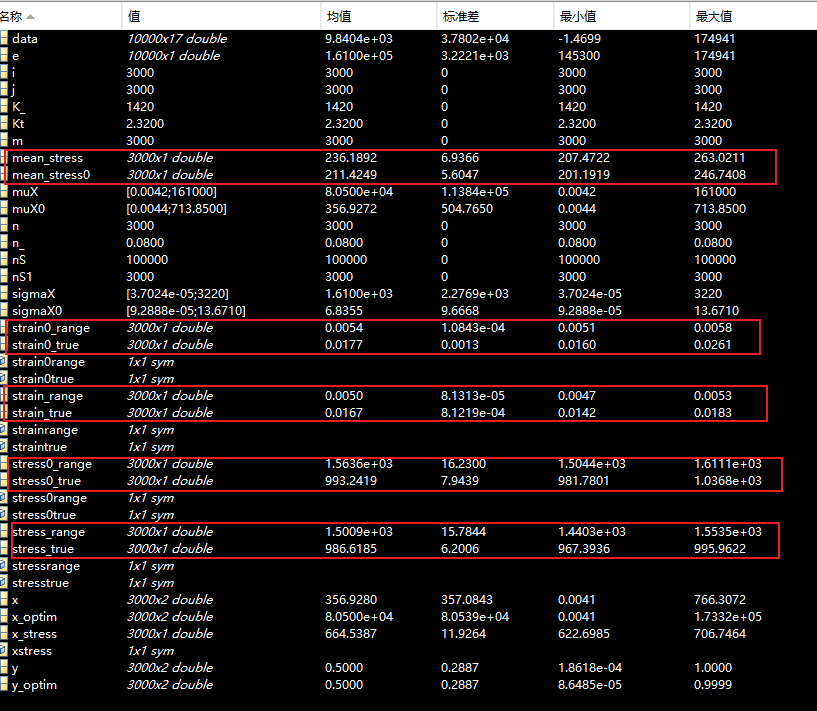 名称 值 均值 标准差 最小值 最大值
data 10000x17 double 9.8404e+03 3.7802e+04 -1.4699 174941
e 10000x1 double 1.6100e+05 3.2221e+03 145300 174941
i 3000 3000 0 3000 3000
j 3000 3000 0 3000 3000
K_ 1420 1420 0 1420 1420
Kt 2.3200 2.3200 0 2.3200 2.3200
m 3000 3000 0 3000 3000
mean_stress 3000x1 double 236.1892 6.9366 207.4722 263.0211
mean_stress0 3000x1 double 211.4249 5.6047 201.1919 246.7408
muX [0.0042;161000] 8.0500e+04 1.1384e+05 0.0042 161000
muX0 [0.0044;713.8500] 356.9272 504.7650 0.0044 713.8500
n 3000 3000 0 3000 3000
n_ 0.0800 0.0800 0 0.0800 0.0800
nS 100000 100000 0 100000 100000
nS1 3000 3000 0 3000 3000
sigmaX [3.7024e-05;3220] 1.6100e+03 2.2769e+03 3.7024e-05 3220
sigmaX0 [9.2888e-05;13.6710] 6.8355 9.6668 9.2888e-05 13.6710
strain0_range 3000x1 double 0.0054 1.0843e-04 0.0051 0.0058
strain0_true 3000x1 double 0.0177 0.0013 0.0160 0.0261
strain0range 1x1 sym
strain0true 1x1 sym
strain_range 3000x1 double 0.0050 8.1313e-05 0.0047 0.0053
strain_true 3000x1 double 0.0167 8.1219e-04 0.0142 0.0183
strainrange 1x1 sym
straintrue 1x1 sym
stress0_range 3000x1 double 1.5636e+03 16.2300 1.5044e+03 1.6111e+03
stress0_true 3000x1 double 993.2419 7.9439 981.7801 1.0368e+03
stress0range 1x1 sym
stress0true 1x1 sym
stress_range 3000x1 double 1.5009e+03 15.7844 1.4403e+03 1.5535e+03
stress_true 3000x1 double 986.6185 6.2006 967.3936 995.9622
stressrange 1x1 sym
stresstrue 1x1 sym
x 3000x2 double 356.9280 357.0843 0.0041 766.3072
x_optim 3000x2 double 8.0500e+04 8.0539e+04 0.0041 1.7332e+05
x_stress 3000x1 double 664.5387 11.9264 622.6985 706.7464
xstress 1x1 sym
y 3000x2 double 0.5000 0.2887 1.8618e-04 1.0000
y_optim 3000x2 double 0.5000 0.2887 8.6485e-05 0.9999